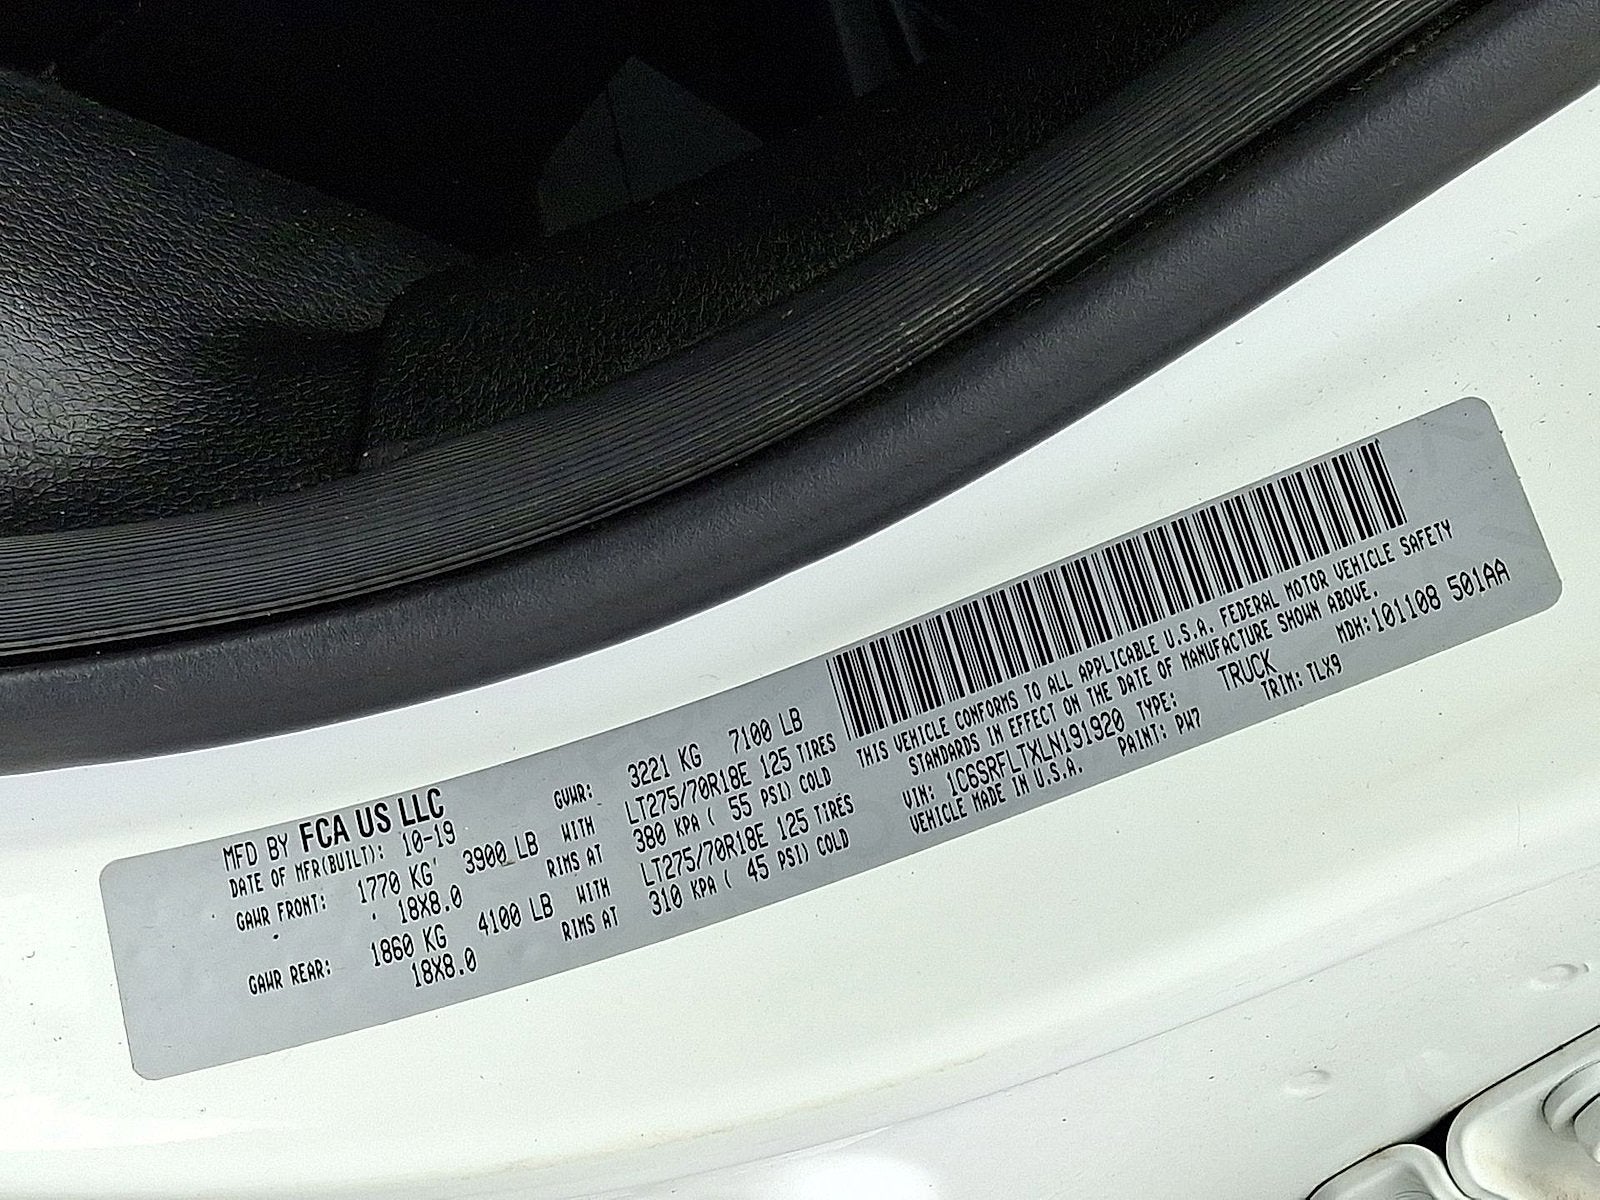 MFD BY FCA US LLC
DATE OF MFR(BUILT): 10-19
GVWR: 3221 KG 7100 LB
GAWR FRONT: 1770 KG 3900 LB WITH LT275/70R18E 125 TIRES
18X8.0 RIMS AT 380 KPA ( 55 PSI) COLD
GAWR REAR: 1860 KG 4100 LB WITH LT275/70R18E 125 TIRES
18X8.0 RIMS AT 310 KPA ( 45 PSI) COLD
THIS VEHICLE CONFORMS TO ALL APPLICABLE U.S.A. FEDERAL MOTOR VEHICLE SAFETY
STANDARDS IN EFFECT ON THE DATE OF MANUFACTURE SHOWN ABOVE.
VIN: 1C6SRFLTXLN191920 TYPE: TRUCK MDH:101108 501AA
VEHICLE MADE IN U.S.A. PAINT: PW7 TRIM: TLX9